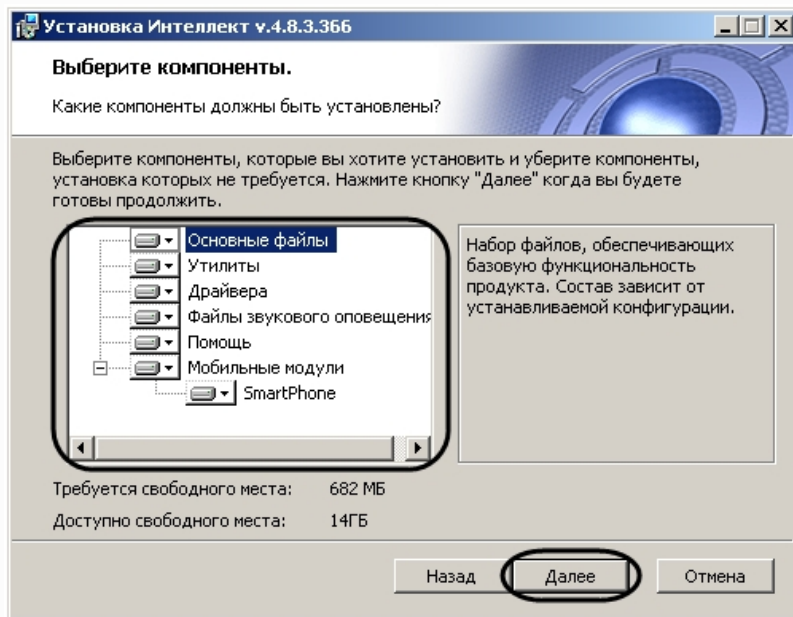 Установка Интеллект v.4.8.3.366
Выберите компоненты.
Какие компоненты должны быть установлены?
Выберите компоненты, которые вы хотите установить и уберите компоненты,
установка которых не требуется. Нажмите кнопку "Далее" когда вы будете
готовы продолжить.
Основные файлы
Утилиты
Драйвера
Файлы звукового оповещения
Помощь
Мобильные модули
SmartPhone
Набор файлов, обеспечивающих
базовую функциональность
продукта. Состав зависит от
устанавливаемой конфигурации.
Требуется свободного места: 682 МБ
Доступно свободного места: 14ГБ
Назад Далее Отмена